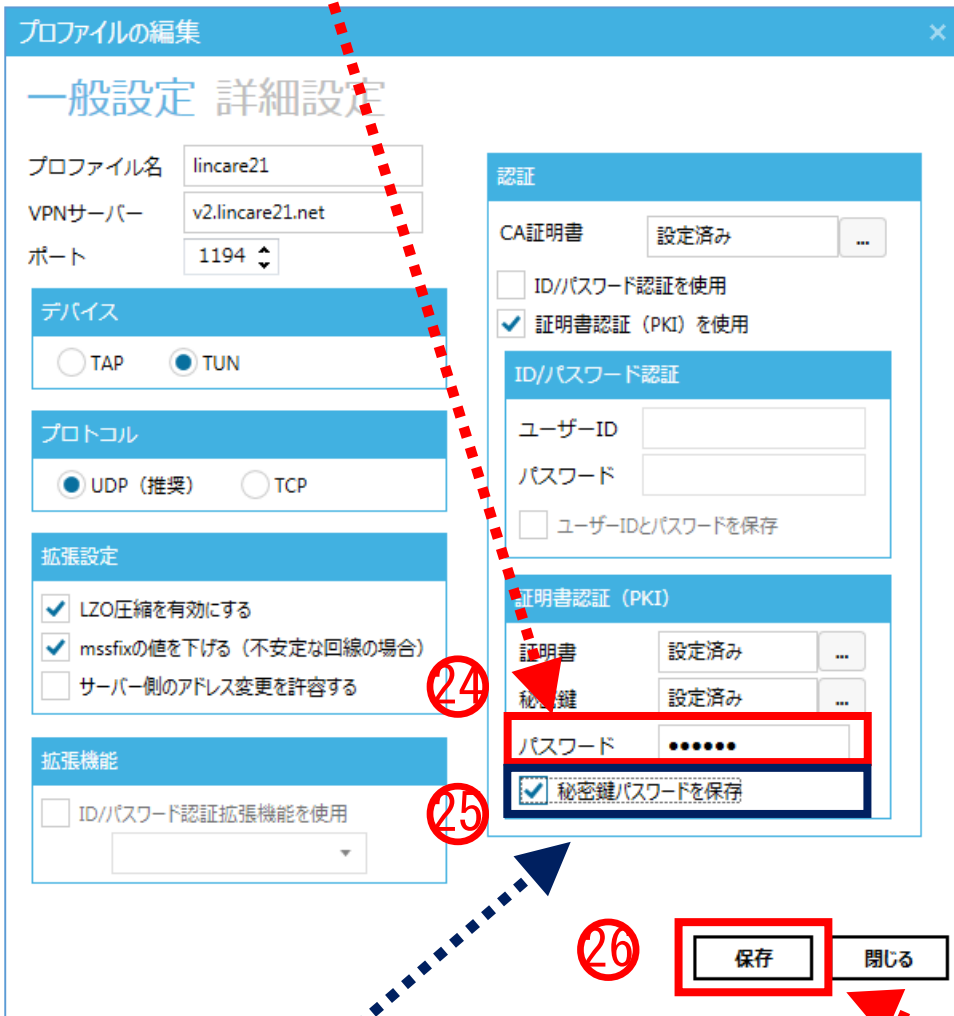 プロファイルの編集
一般設定 詳細設定
プロファイル名 lincare21
VPNサーバー v2.lincare21.net
ポート 1194
デバイス
TAP TUN
プロトコル
UDP（推奨） TCP
拡張設定
LZO圧縮を有効にする
mssfixの値を下げる（不安定な回線の場合）
サーバー側のアドレス変更を許容する
拡張機能
ID/パスワード認証拡張機能を使用
認証
CA証明書 設定済み ...
ID/パスワード認証を使用
証明書認証（PKI）を使用
ID/パスワード認証
ユーザーID
パスワード
ユーザーIDとパスワードを保存
証明書認証（PKI）
証明書 設定済み ...
㉔ 秘密鍵 設定済み ...
パスワード ●●●●●●
㉕ 秘密鍵パスワードを保存
㉖ 保存 閉じる